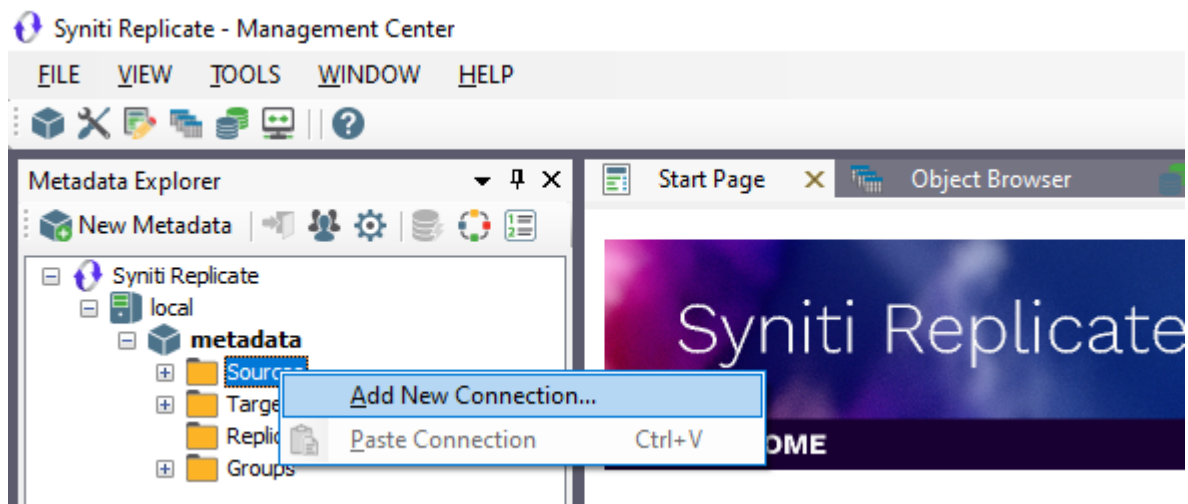 Syniti Replicate - Management Center
FILE VIEW TOOLS WINDOW HELP
Metadata Explorer
Start Page
Object Browser
New Metadata
Syniti Replicate
local
metadata
Sources
Add New Connection...
Paste Connection Ctrl+V
Groups
Syniti Replicate